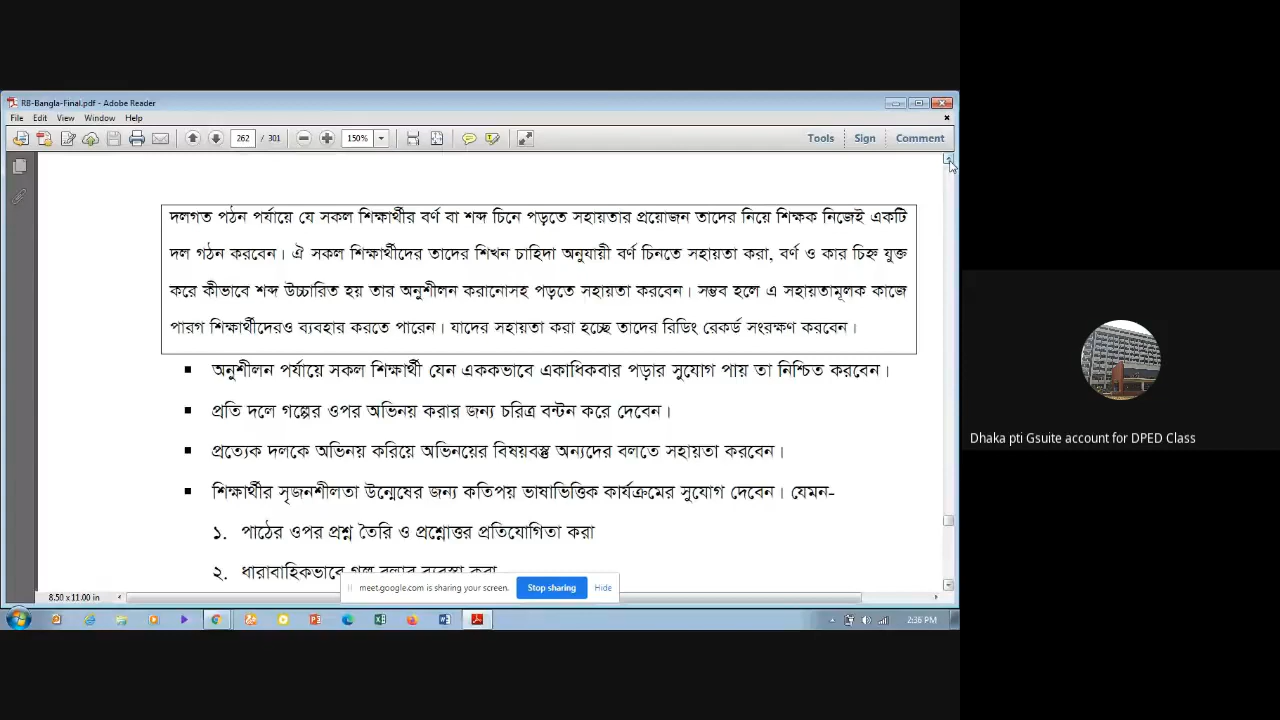 RB-Bangla-Final.pdf - Adobe Reader
File Edit View Window Help
262 / 301 150% Tools Sign Comment
দলগত পঠন পর্যায়ে যে সকল শিক্ষার্থীর বর্ণ বা শব্দ চিনে পড়তে সহায়তার প্রয়োজন তাদের নিয়ে শিক্ষক নিজেই একটি
দল গঠন করবেন। ঐ সকল শিক্ষার্থীদের তাদের শিখন চাহিদা অনুযায়ী বর্ণ চিনতে সহায়তা করা, বর্ণ ও কার চিহ্ন যুক্ত
করে কীভাবে শব্দ উচ্চারিত হয় তার অনুশীলন করানোসহ পড়তে সহায়তা করবেন। সম্ভব হলে এ সহায়তামূলক কাজে
পারগ শিক্ষার্থীদেরও ব্যবহার করতে পারেন। যাদের সহায়তা করা হচ্ছে তাদের রিডিং রেকর্ড সংরক্ষণ করবেন।
▪ অনুশীলন পর্যায়ে সকল শিক্ষার্থী যেন এককভাবে একাধিকবার পড়ার সুযোগ পায় তা নিশ্চিত করবেন।
▪ প্রতি দলে গল্পের ওপর অভিনয় করার জন্য চরিত্র বন্টন করে দেবেন।
▪ প্রত্যেক দলকে অভিনয় করিয়ে অভিনয়ের বিষয়বস্তু অন্যদের বলতে সহায়তা করবেন।
▪ শিক্ষার্থীর সৃজনশীলতা উন্মেষের জন্য কতিপয় ভাষাভিত্তিক কার্যক্রমের সুযোগ দেবেন। যেমন-
১. পাঠের ওপর প্রশ্ন তৈরি ও প্রশ্নোত্তর প্রতিযোগিতা করা
২. ধারাবাহিকভাবে গল্প বলার ব্যবস্থা করা
meet.google.com is sharing your screen. Stop sharing Hide
8.50 x 11.00 in
2:36 PM
Dhaka pti Gsuite account for DPED Class